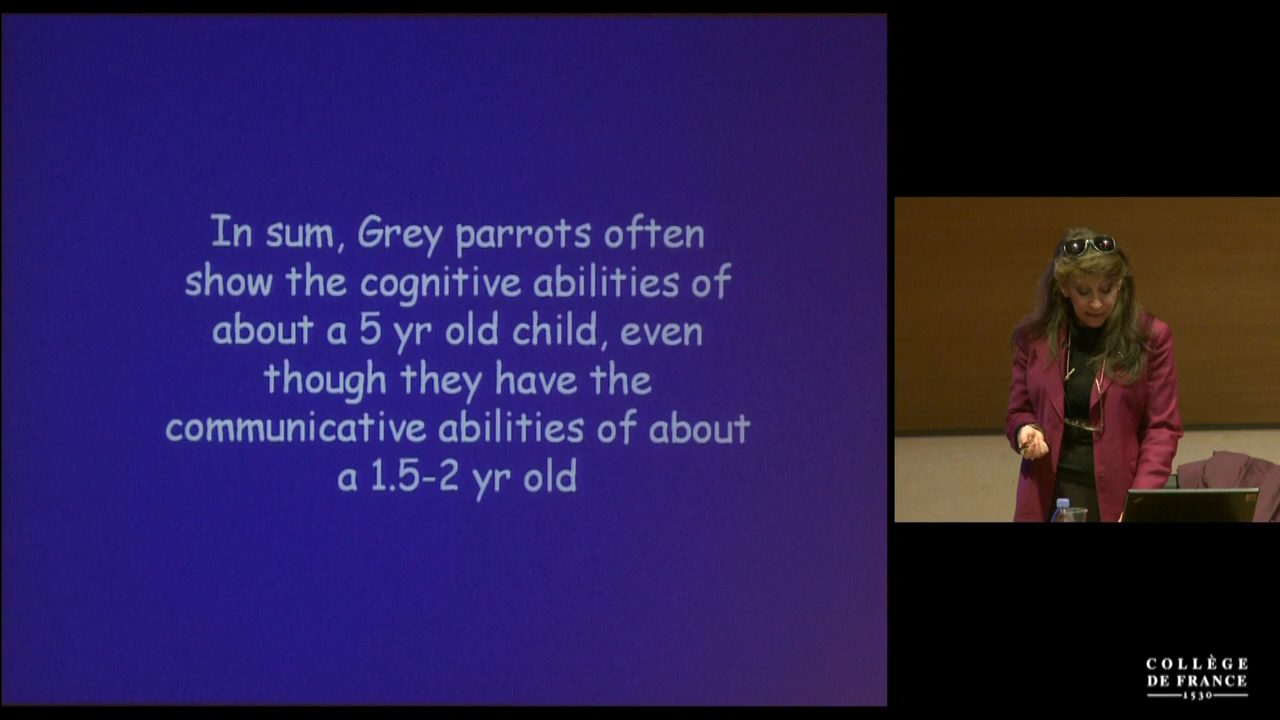 In sum, Grey parrots often
show the cognitive abilities of
about a 5 yr old child, even
though they have the
communicative abilities of about
a 1.5-2 yr old
COLLÈGE
DE FRANCE
1530